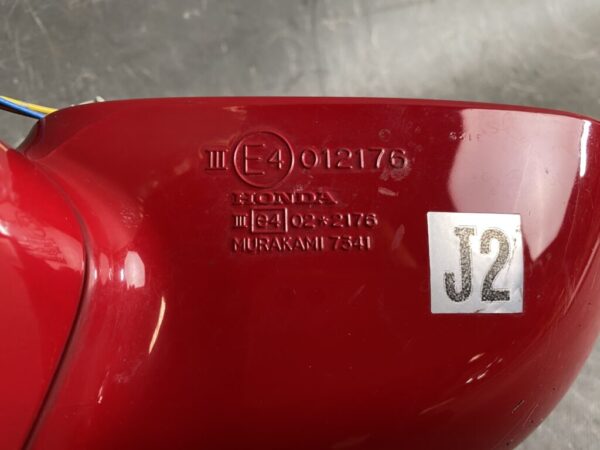 III E4 012176
HONDA
III e4 02*2176
MURAKAMI 7341
J2